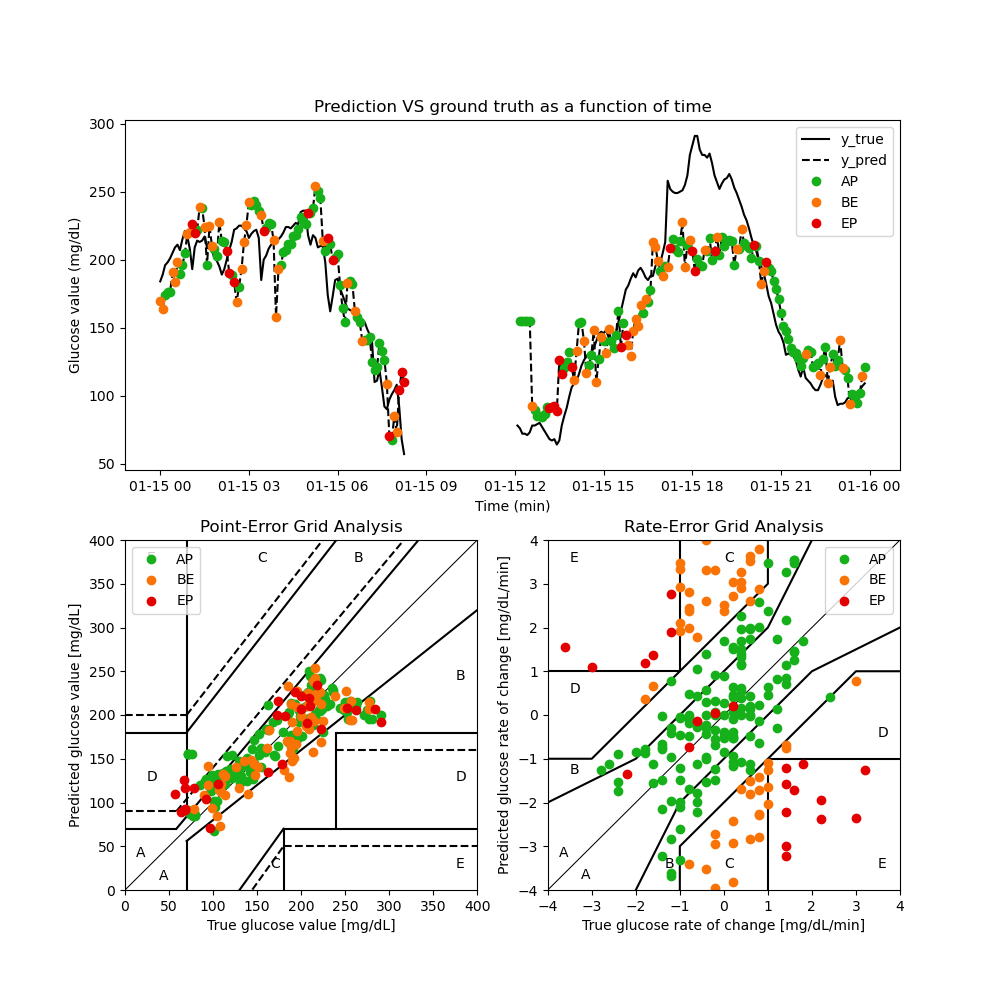 Prediction VS ground truth as a function of time
Glucose value (mg/dL)
300
250
200
150
100
50
y_true
y_pred
AP
BE
EP
01-15 00 01-15 03 01-15 06 01-15 09 01-15 12 01-15 15 01-15 18 01-15 21 01-16 00
Time (min)
Point-Error Grid Analysis
Predicted glucose value [mg/dL]
400
350
300
250
200
150
100
50
0
AP
BE
EP
E
C
B
B
D
D
A
A
C
E
0 50 100 150 200 250 300 350 400
True glucose value [mg/dL]
Rate-Error Grid Analysis
Predicted glucose rate of change [mg/dL/min]
4
3
2
1
0
−1
−2
−3
−4
AP
BE
EP
E
C
D
D
B
A
A
B
C
E
−4 −3 −2 −1 0 1 2 3 4
True glucose rate of change [mg/dL/min]